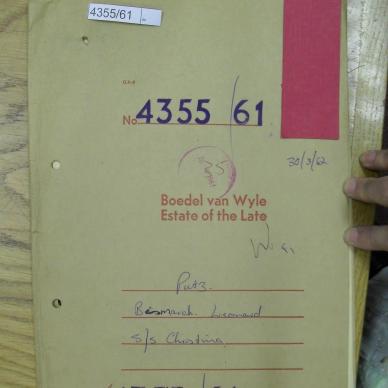 4355/61
G.P.-S
No. 4355/61
35
30/3/62
Boedel van Wyle
Estate of the Late
Putz
Bismarck Leonard
S/S Christina